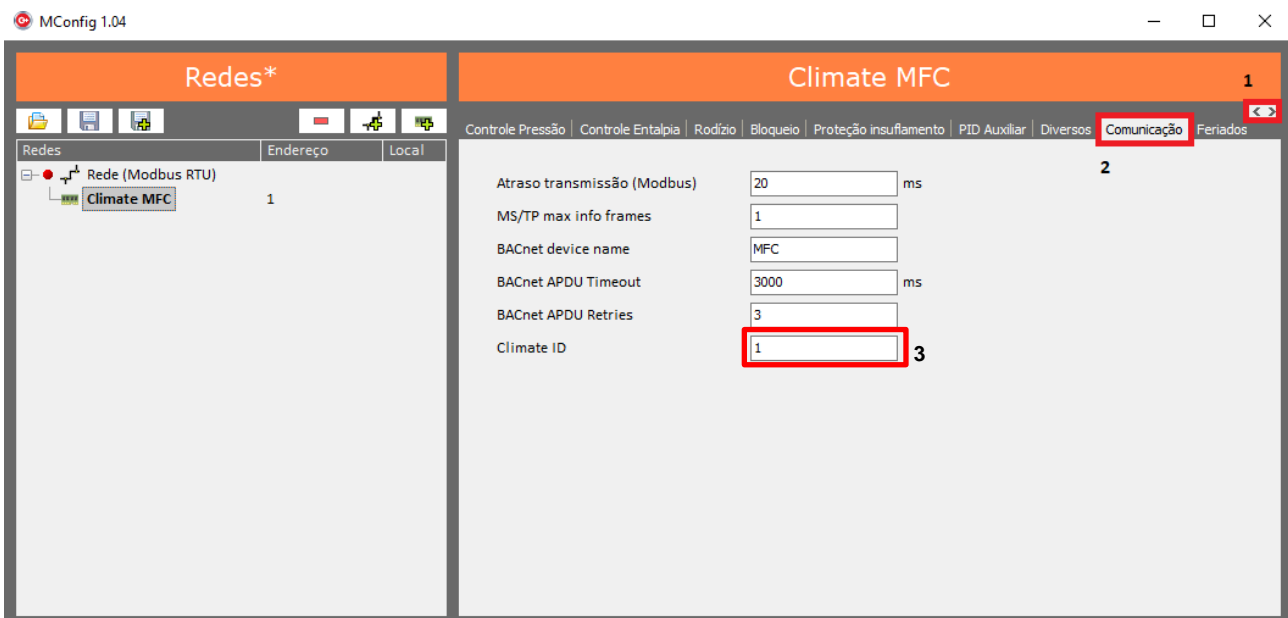 MConfig 1.04
Redes*
Climate MFC
1
Controle Pressão Controle Entalpia Rodízio Bloqueio Proteção insuflamento PID Auxiliar Diversos Comunicação Feriados
2
Redes Endereço Local
Rede (Modbus RTU)
Climate MFC 1
Atraso transmissão (Modbus) 20 ms
MS/TP max info frames 1
BACnet device name MFC
BACnet APDU Timeout 3000 ms
BACnet APDU Retries 3
Climate ID 1 3